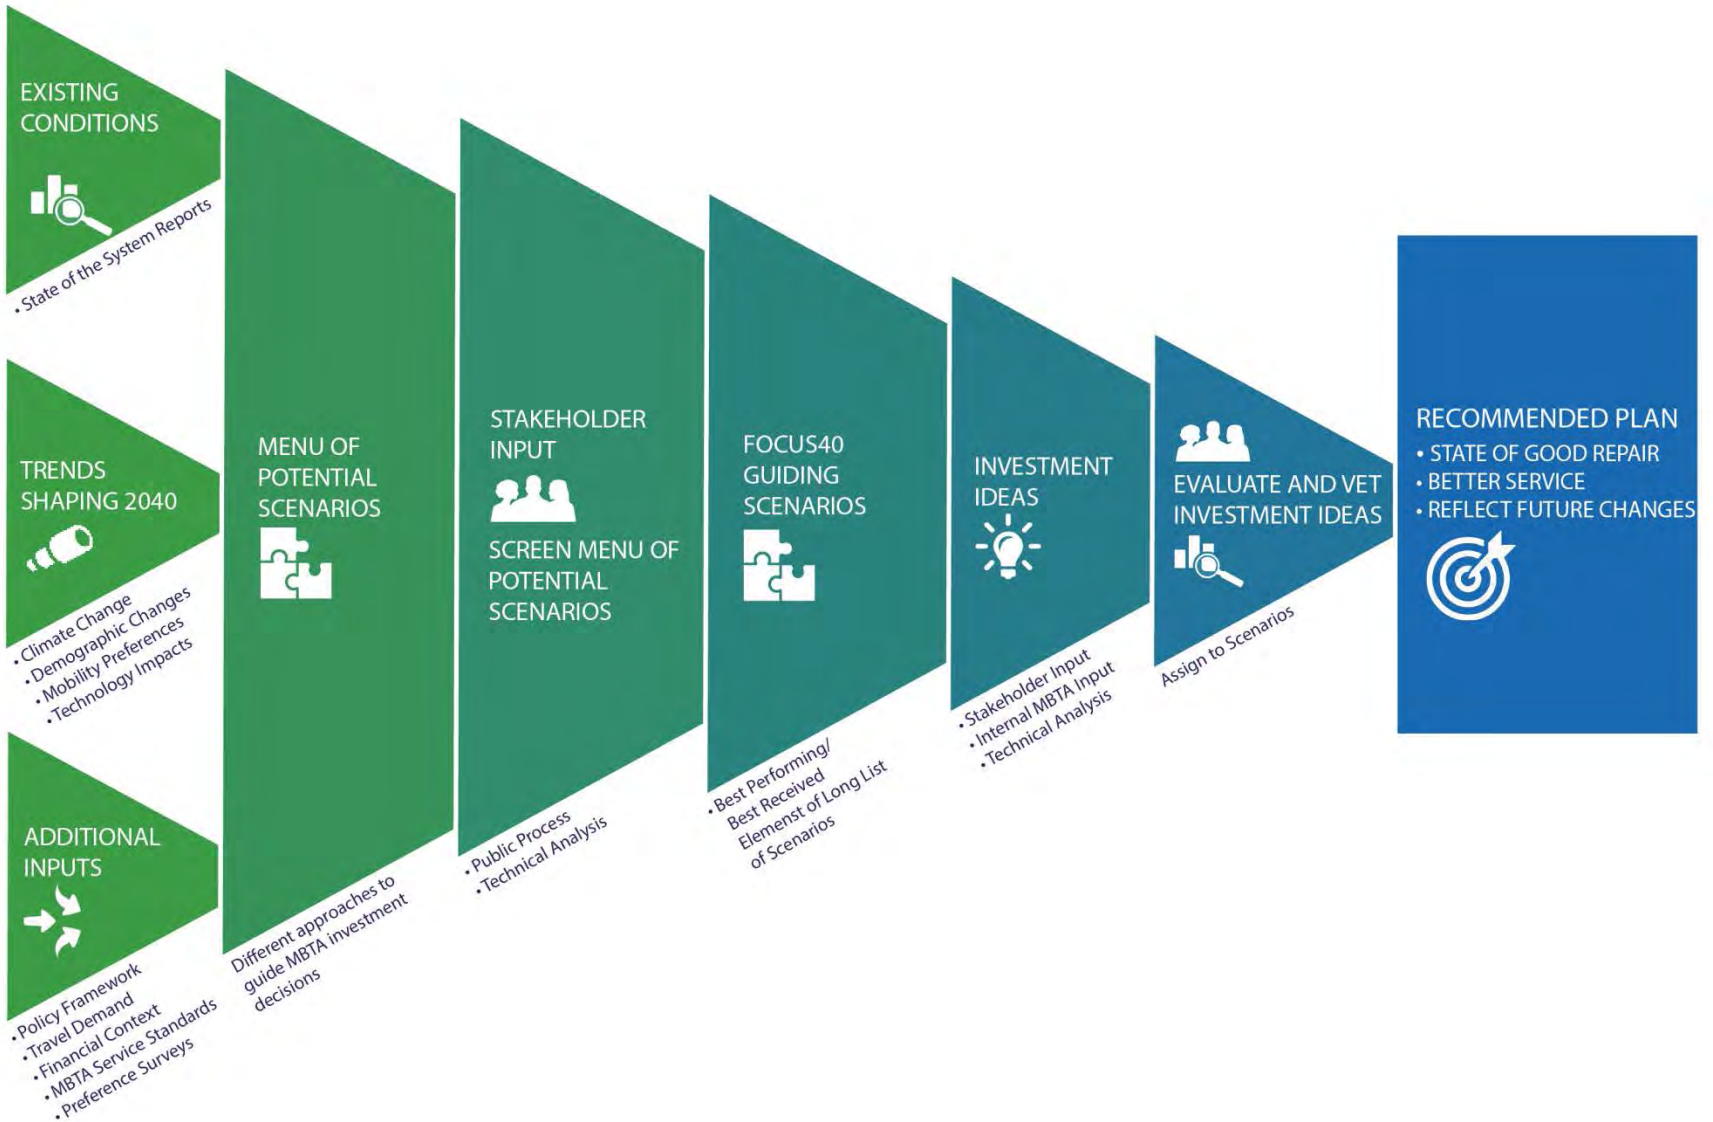 EXISTING
CONDITIONS
• State of the System Reports
TRENDS
SHAPING 2040
• Climate Change
• Demographic Changes
• Mobility Preferences
• Technology Impacts
ADDITIONAL
INPUTS
• Policy Framework
• Travel Demand
• Financial Context
• MBTA Service Standards
• Preference Surveys
MENU OF
POTENTIAL
SCENARIOS
Different approaches to
guide MBTA investment
decisions
STAKEHOLDER
INPUT
SCREEN MENU OF
POTENTIAL
SCENARIOS
• Public Process
• Technical Analysis
FOCUS40
GUIDING
SCENARIOS
• Best Performing/
Best Received
Elemenst of Long List
of Scenarios
INVESTMENT
IDEAS
• Stakeholder Input
• Internal MBTA Input
• Technical Analysis
EVALUATE AND VET
INVESTMENT IDEAS
Assign to Scenarios
RECOMMENDED PLAN
• STATE OF GOOD REPAIR
• BETTER SERVICE
• REFLECT FUTURE CHANGES